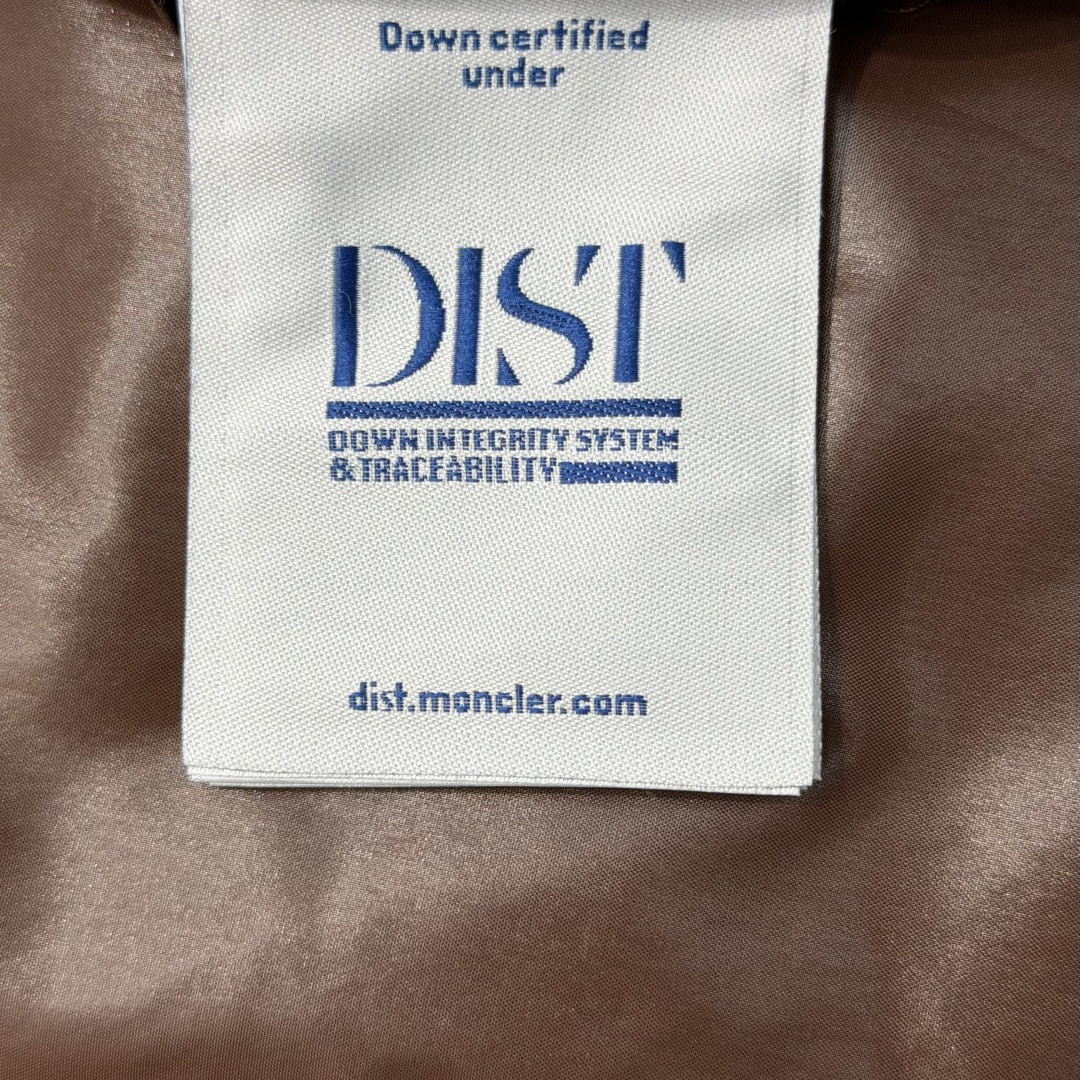 Down certified
under
DIST
DOWN INTEGRITY SYSTEM
& TRACEABILITY
dist.moncler.com